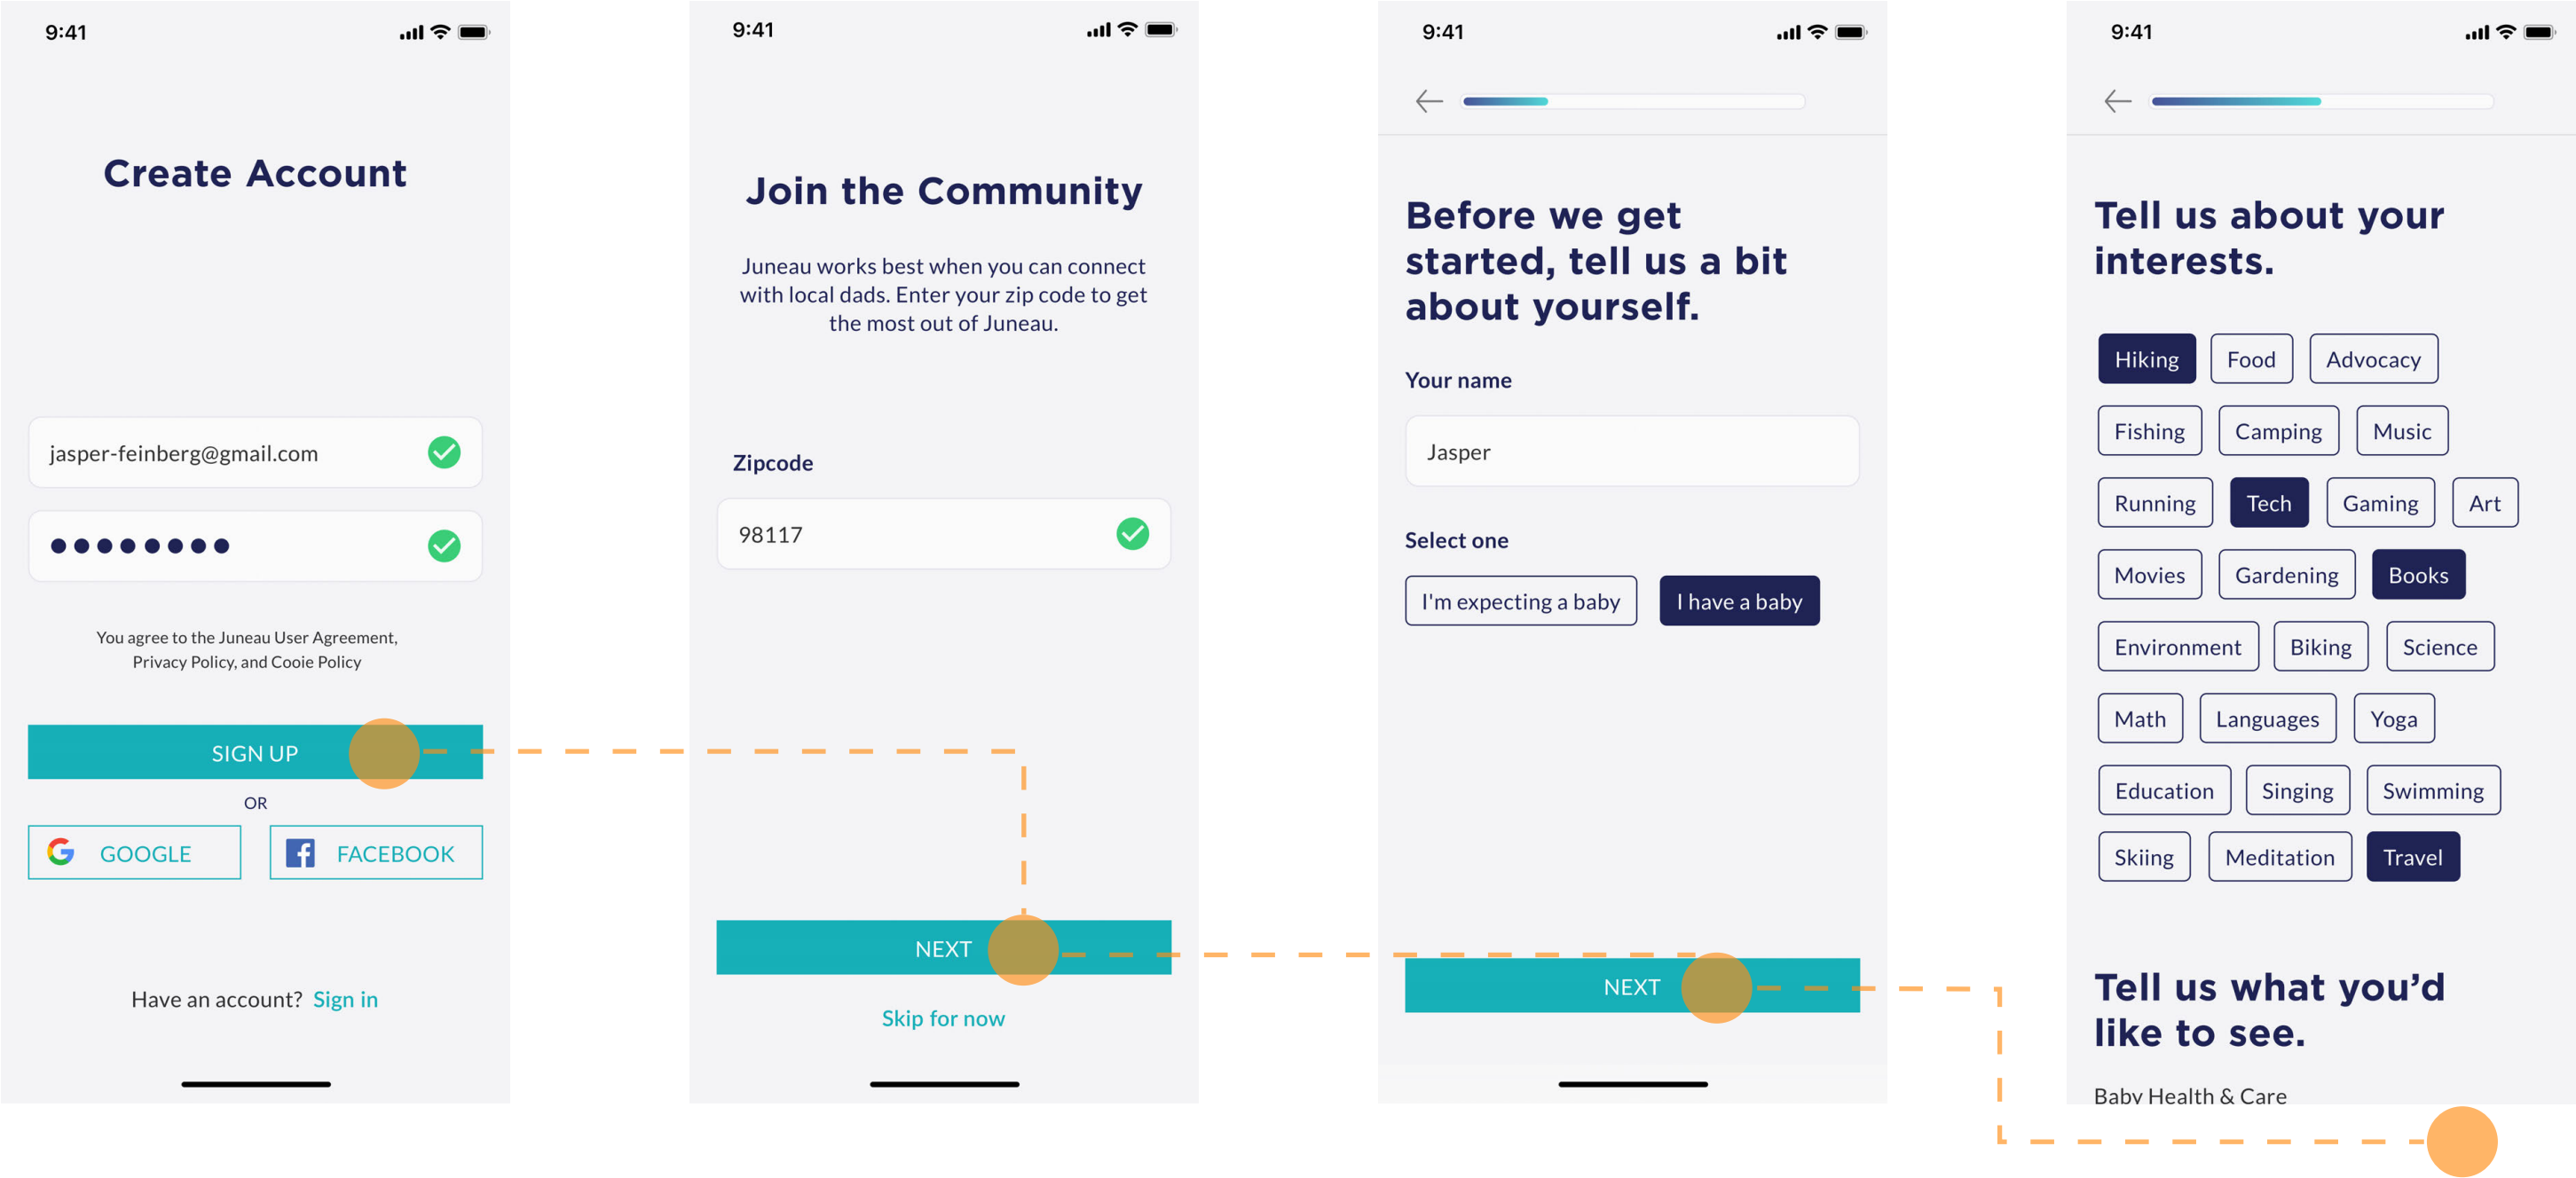 9:41
Create Account
jasper-feinberg@gmail.com
You agree to the Juneau User Agreement,
Privacy Policy, and Cooie Policy
SIGN UP
OR
GOOGLE
FACEBOOK
Have an account? Sign in
9:41
Join the Community
Juneau works best when you can connect
with local dads. Enter your zip code to get
the most out of Juneau.
Zipcode
98117
NEXT
Skip for now
9:41
Before we get
started, tell us a bit
about yourself.
Your name
Jasper
Select one
I'm expecting a baby
I have a baby
NEXT
9:41
Tell us about your
interests.
Hiking Food Advocacy
Fishing Camping Music
Running Tech Gaming Art
Movies Gardening Books
Environment Biking Science
Math Languages Yoga
Education Singing Swimming
Skiing Meditation Travel
Tell us what you’d
like to see.
Baby Health & Care